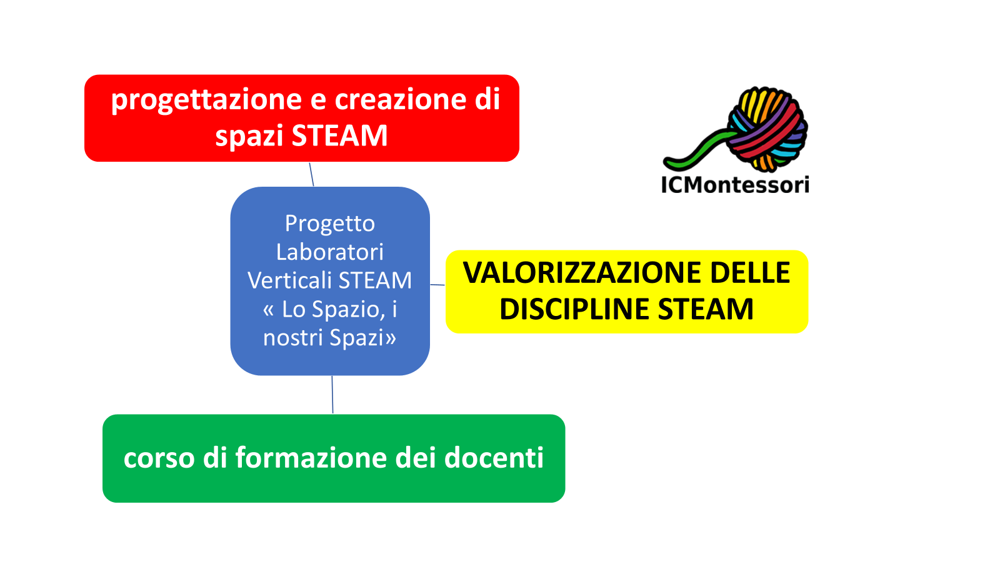 progettazione e creazione di
spazi STEAM
ICMontessori
Progetto
Laboratori
Verticali STEAM
« Lo Spazio, i
nostri Spazi»
VALORIZZAZIONE DELLE
DISCIPLINE STEAM
corso di formazione dei docenti